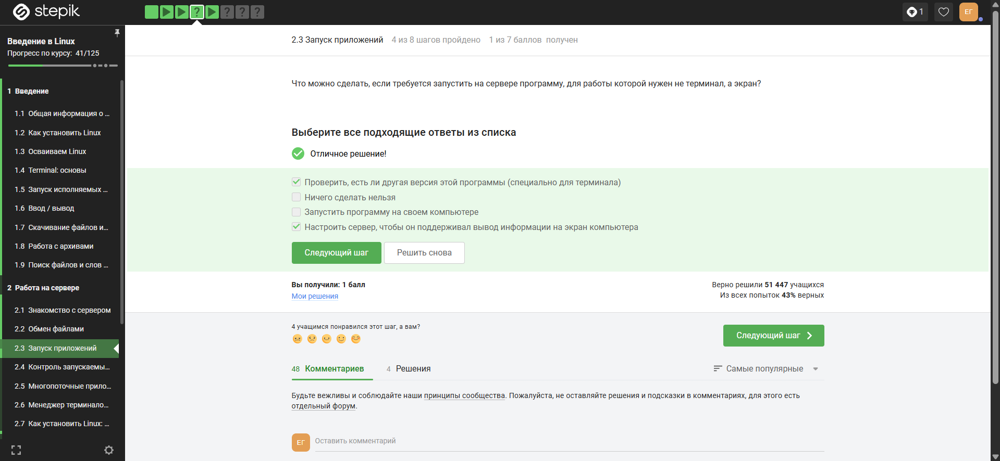 stepik
?
?
?
?
1
ЕГ
Введение в Linux
Прогресс по курсу: 41/125
1 Введение
1.1 Общая информация о ...
1.2 Как установить Linux
1.3 Осваиваем Linux
1.4 Terminal: основы
1.5 Запуск исполняемых ...
1.6 Ввод / вывод
1.7 Скачивание файлов и...
1.8 Работа с архивами
1.9 Поиск файлов и слов ...
2 Работа на сервере
2.1 Знакомство с сервером
2.2 Обмен файлами
2.3 Запуск приложений
2.4 Контроль запускаемы...
2.5 Многопоточные прило...
2.6 Менеджер терминало...
2.7 Как установить Linux: ...
2.3 Запуск приложений 4 из 8 шагов пройдено 1 из 7 баллов получен
Что можно сделать, если требуется запустить на сервере программу, для работы которой нужен не терминал, а экран?
Выберите все подходящие ответы из списка
Отличное решение!
Проверить, есть ли другая версия этой программы (специально для терминала)
Ничего сделать нельзя
Запустить программу на своем компьютере
Настроить сервер, чтобы он поддерживал вывод информации на экран компьютера
Следующий шаг
Решить снова
Вы получили: 1 балл
Мои решения
Верно решили 51 447 учащихся
Из всех попыток 43% верных
4 учащимся понравился этот шаг, а вам?
Следующий шаг
48 Комментариев
4 Решения
Самые популярные
Будьте вежливы и соблюдайте наши принципы сообщества. Пожалуйста, не оставляйте решения и подсказки в комментариях, для этого есть
отдельный форум.
ЕГ
Оставить комментарий